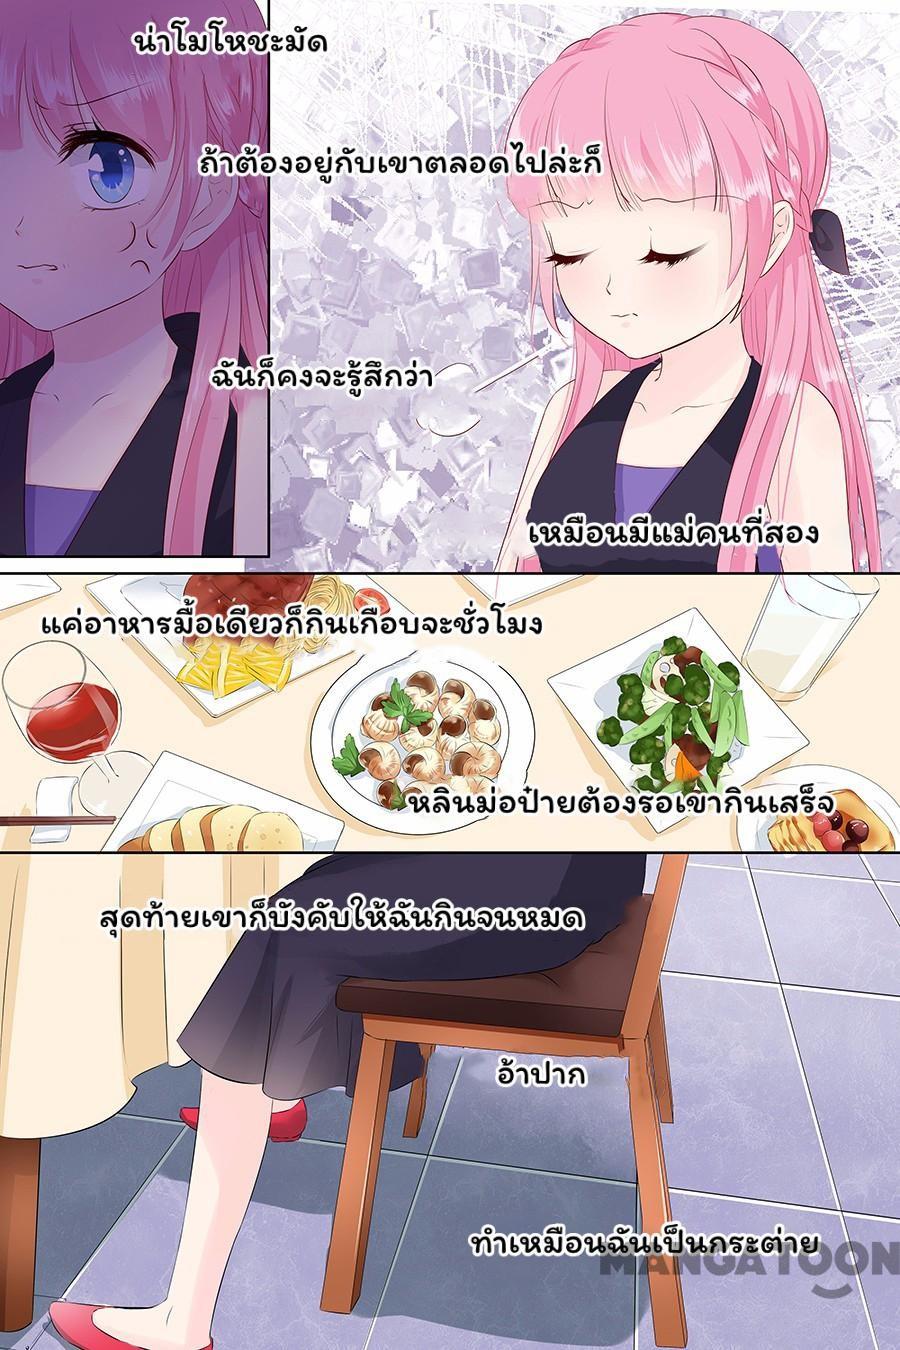 น่าโมโหชะมัด
ถ้าต้องอยู่กับเขาตลอดไปล่ะก็
ฉันก็คงจะรู้สึกว่า
เหมือนมีแม่คนที่สอง
แค่อาหารมื้อเดียวก็กินเกือบจะชั่วโมง
หลินม่อป๋ายต้องรอเขากินเสร็จ
สุดท้ายเขาก็บังคับให้ฉันกินจนหมด
อ้าปาก
ทำเหมือนฉันเป็นกระต่าย
MANGATOON